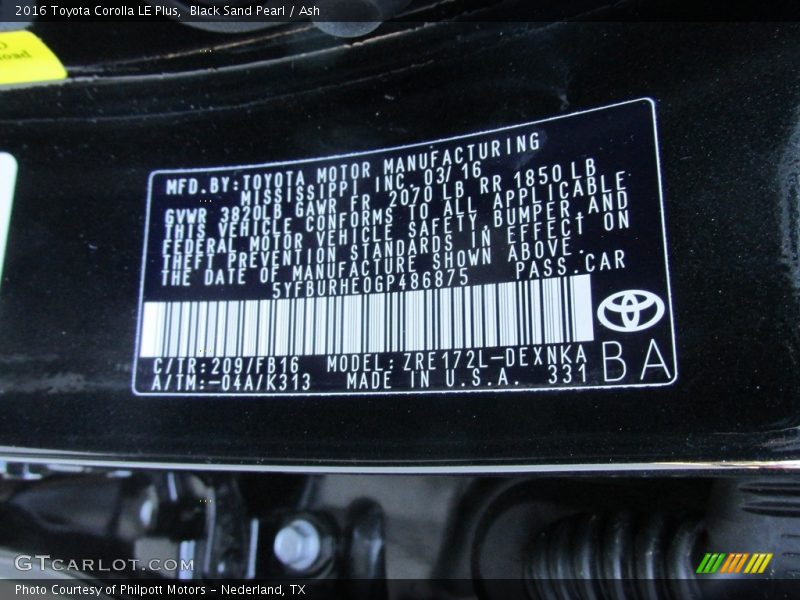 2016 Toyota Corolla LE Plus,  Black Sand Pearl / Ash
MFD.BY:TOYOTA MOTOR MANUFACTURING
MISSISSIPPI INC. 03/16
GVWR 3820LB GAWR FR 2070 LB RR 1850 LB
THIS VEHICLE CONFORMS TO ALL APPLICABLE
FEDERAL MOTOR VEHICLE SAFETY,BUMPER AND
THEFT PREVENTION STANDARDS IN EFFECT ON
THE DATE OF MANUFACTURE SHOWN ABOVE.
5YFBURHE0GP486875 PASS.CAR
C/TR:209/FB16 MODEL:ZRE172L-DEXNKA
A/TM:-04A/K313 MADE IN U.S.A. 331
BA
GTCarLot.com
Photo Courtesy of Philpott Motors - Nederland, TX